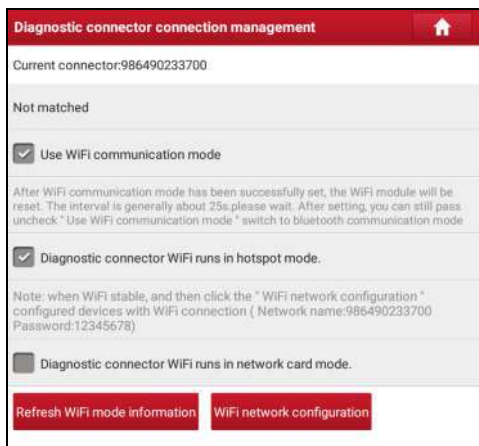 Diagnostic connector connection management
Current connector:986490233700
Not matched
Use WiFi communication mode
After WiFi communication mode has been successfully set, the WiFi module will be
reset. The interval is generally about 25s.please wait. After setting, you can still pass
uncheck " Use WiFi communication mode " switch to bluetooth communication mode
Diagnostic connector WiFi runs in hotspot mode.
Note: when WiFi stable, and then click the " WiFi network configuration "
configured devices with WiFi connection ( Network name:986490233700
Password:12345678)
Diagnostic connector WiFi runs in network card mode.
Refresh WiFi mode information WiFi network configuration